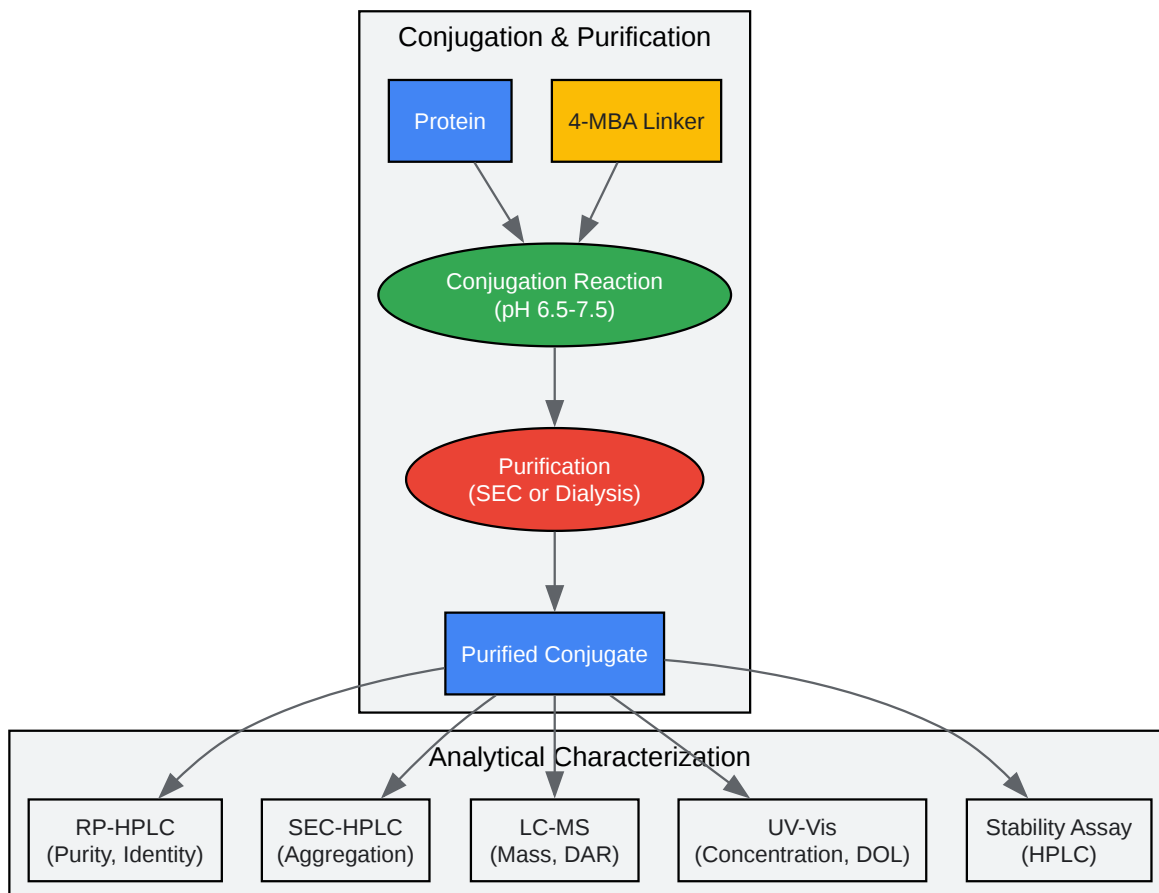 Conjugation & Purification
Protein
4-MBA Linker
Conjugation Reaction
(pH 6.5-7.5)
Purification
(SEC or Dialysis)
Purified Conjugate
Analytical Characterization
RP-HPLC
(Purity, Identity)
SEC-HPLC
(Aggregation)
LC-MS
(Mass, DAR)
UV-Vis
(Concentration, DOL)
Stability Assay
(HPLC)